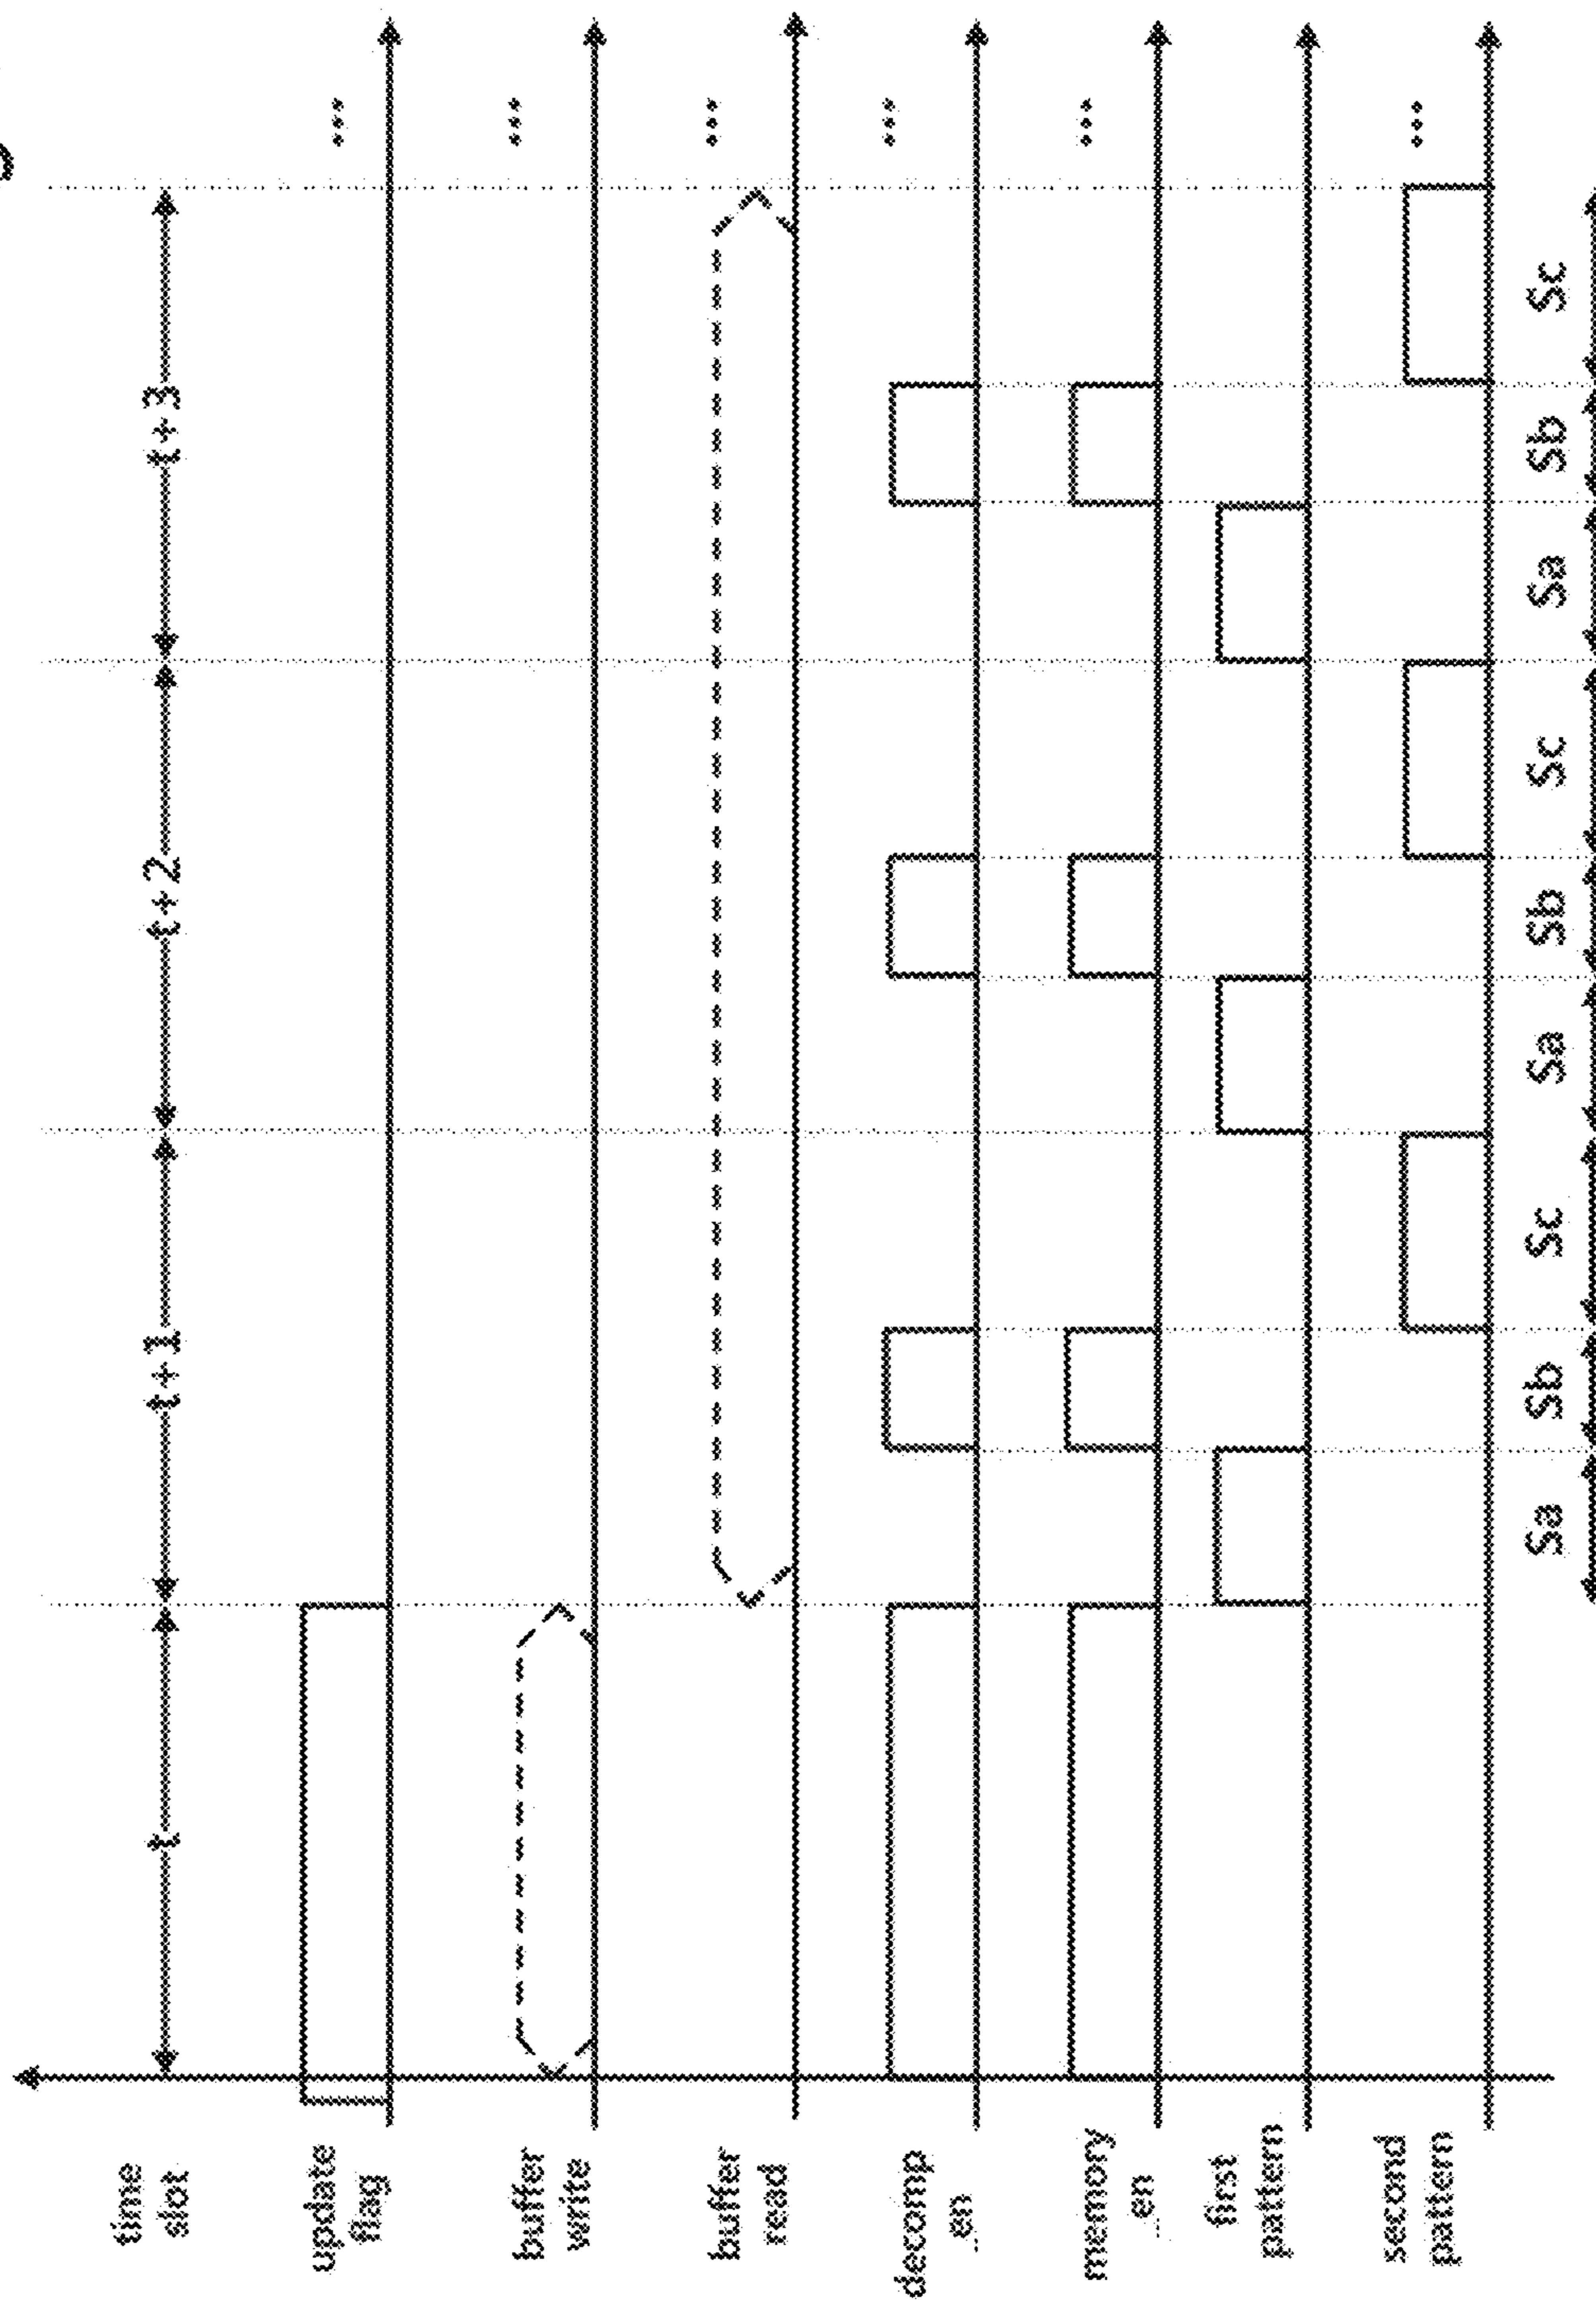 time
slot
t
t+1
t+2
t+3
update
flag
...
buffer
write
...
buffer
read
...
decomp
_en
...
memory
_en
...
first
pattern
second
pattern
...
Sa
Sb
Sc
Sa
Sb
Sc
Sa
Sb
Sc